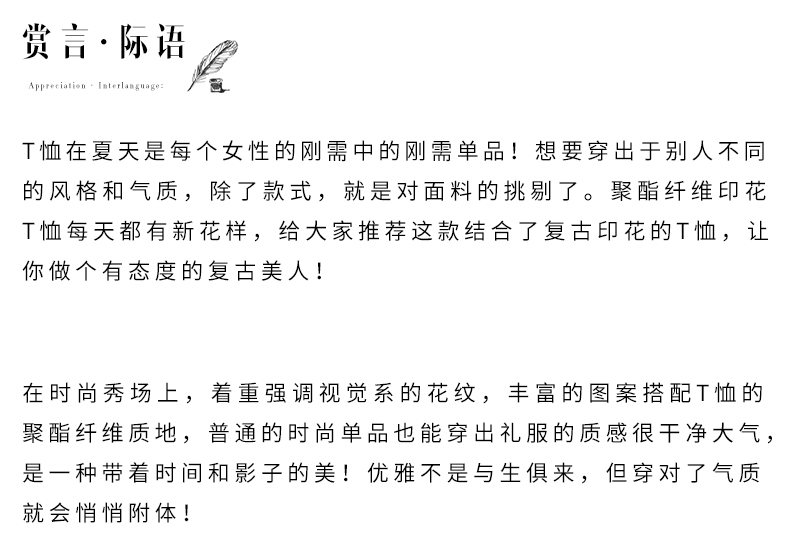 赏言·际语
Appreciation · Interlanguage:
T恤在夏天是每个女性的刚需中的刚需单品！想要穿出于别人不同
的风格和气质，除了款式，就是对面料的挑剔了。聚酯纤维印花
T恤每天都有新花样，给大家推荐这款结合了复古印花的T恤，让
你做个有态度的复古美人！
在时尚秀场上，着重强调视觉系的花纹，丰富的图案搭配T恤的
聚酯纤维质地，普通的时尚单品也能穿出礼服的质感很干净大气，
是一种带着时间和影子的美！优雅不是与生俱来，但穿对了气质
就会悄悄附体！